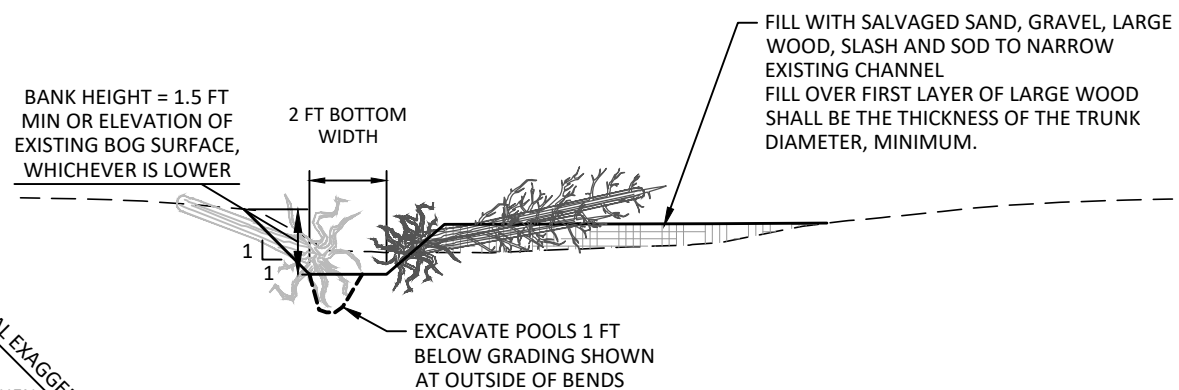 FILL WITH SALVAGED SAND, GRAVEL, LARGE
WOOD, SLASH AND SOD TO NARROW
EXISTING CHANNEL
FILL OVER FIRST LAYER OF LARGE WOOD
SHALL BE THE THICKNESS OF THE TRUNK
DIAMETER, MINIMUM.
BANK HEIGHT = 1.5 FT
MIN OR ELEVATION OF
EXISTING BOG SURFACE,
WHICHEVER IS LOWER
2 FT BOTTOM
WIDTH
1
1
EXCAVATE POOLS 1 FT
BELOW GRADING SHOWN
AT OUTSIDE OF BENDS